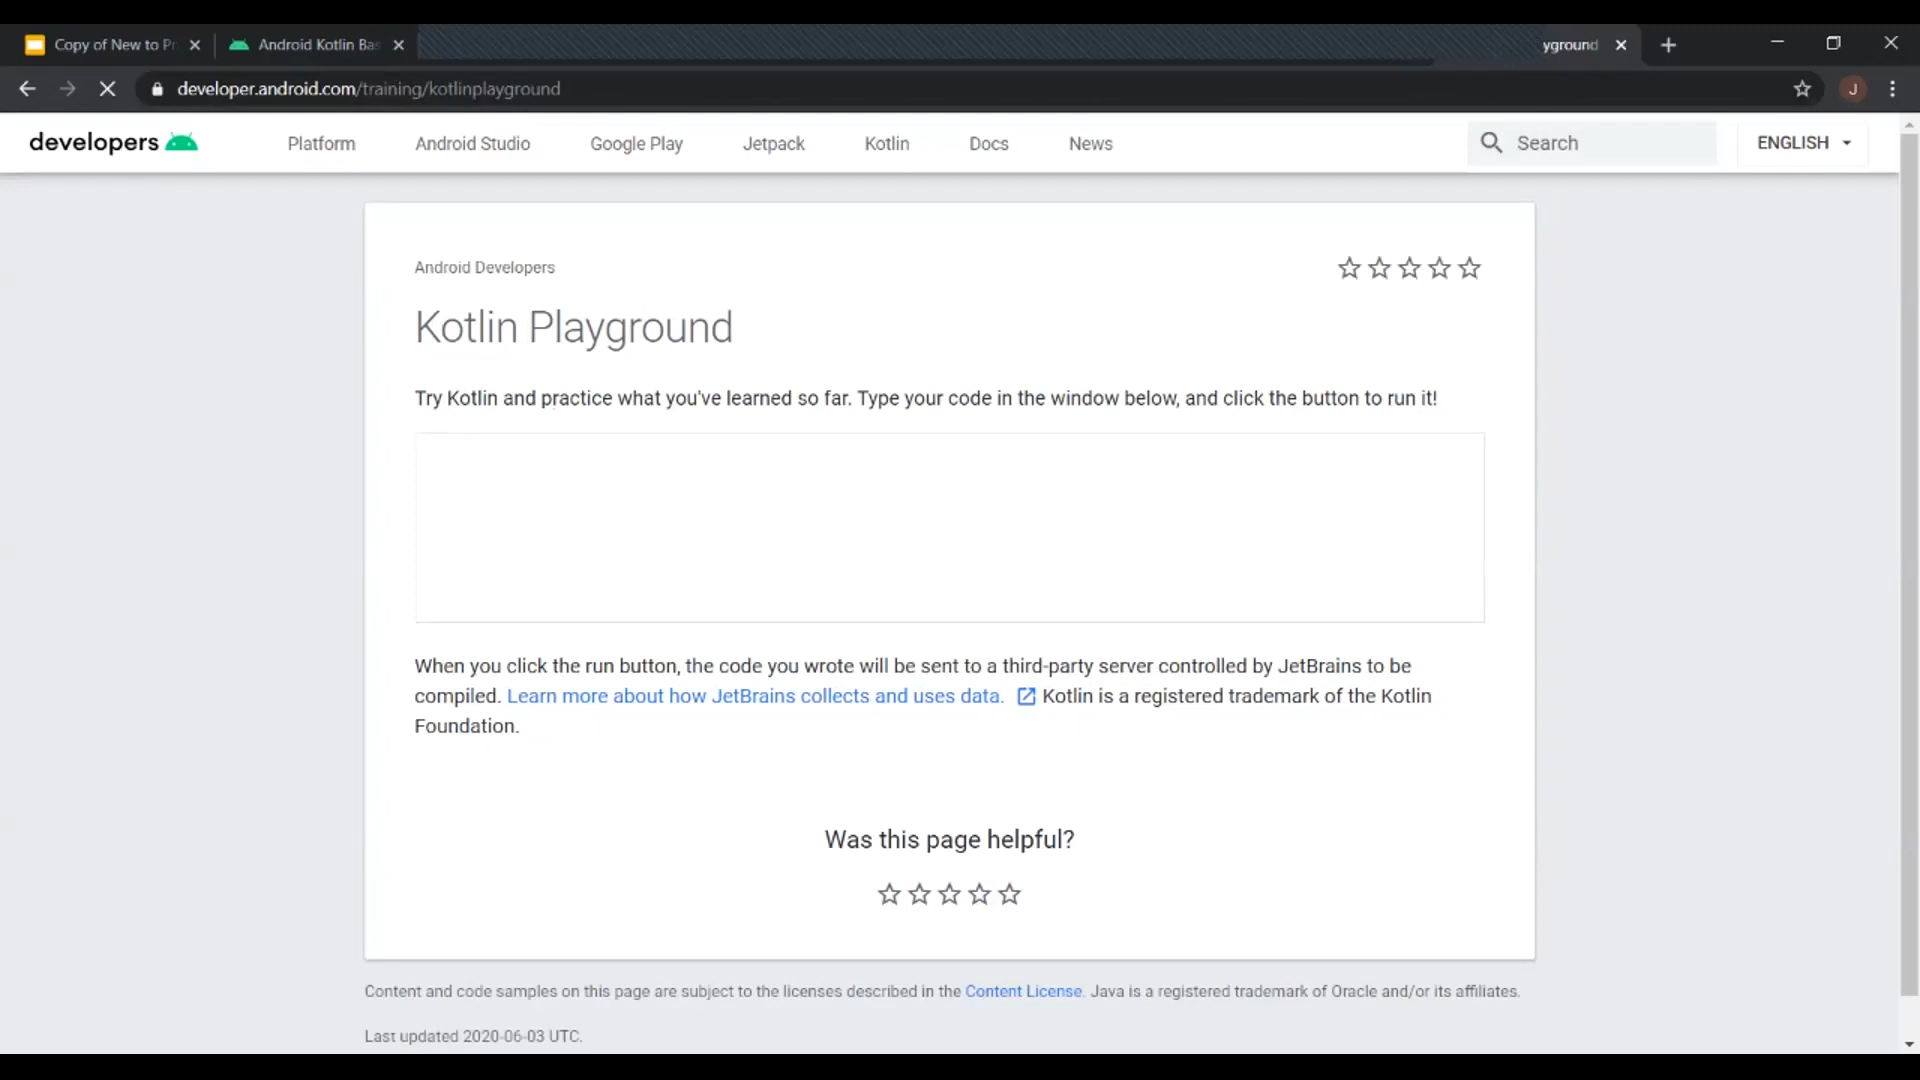 Copy of New to Pr
Android Kotlin Bas
yground
developer.android.com/training/kotlinplayground
J
developers
Platform
Android Studio
Google Play
Jetpack
Kotlin
Docs
News
Search
ENGLISH
Android Developers
Kotlin Playground
Try Kotlin and practice what you've learned so far. Type your code in the window below, and click the button to run it!
When you click the run button, the code you wrote will be sent to a third-party server controlled by JetBrains to be
compiled. Learn more about how JetBrains collects and uses data. Kotlin is a registered trademark of the Kotlin
Foundation.
Was this page helpful?
Content and code samples on this page are subject to the licenses described in the Content License. Java is a registered trademark of Oracle and/or its affiliates.
Last updated 2020-06-03 UTC.